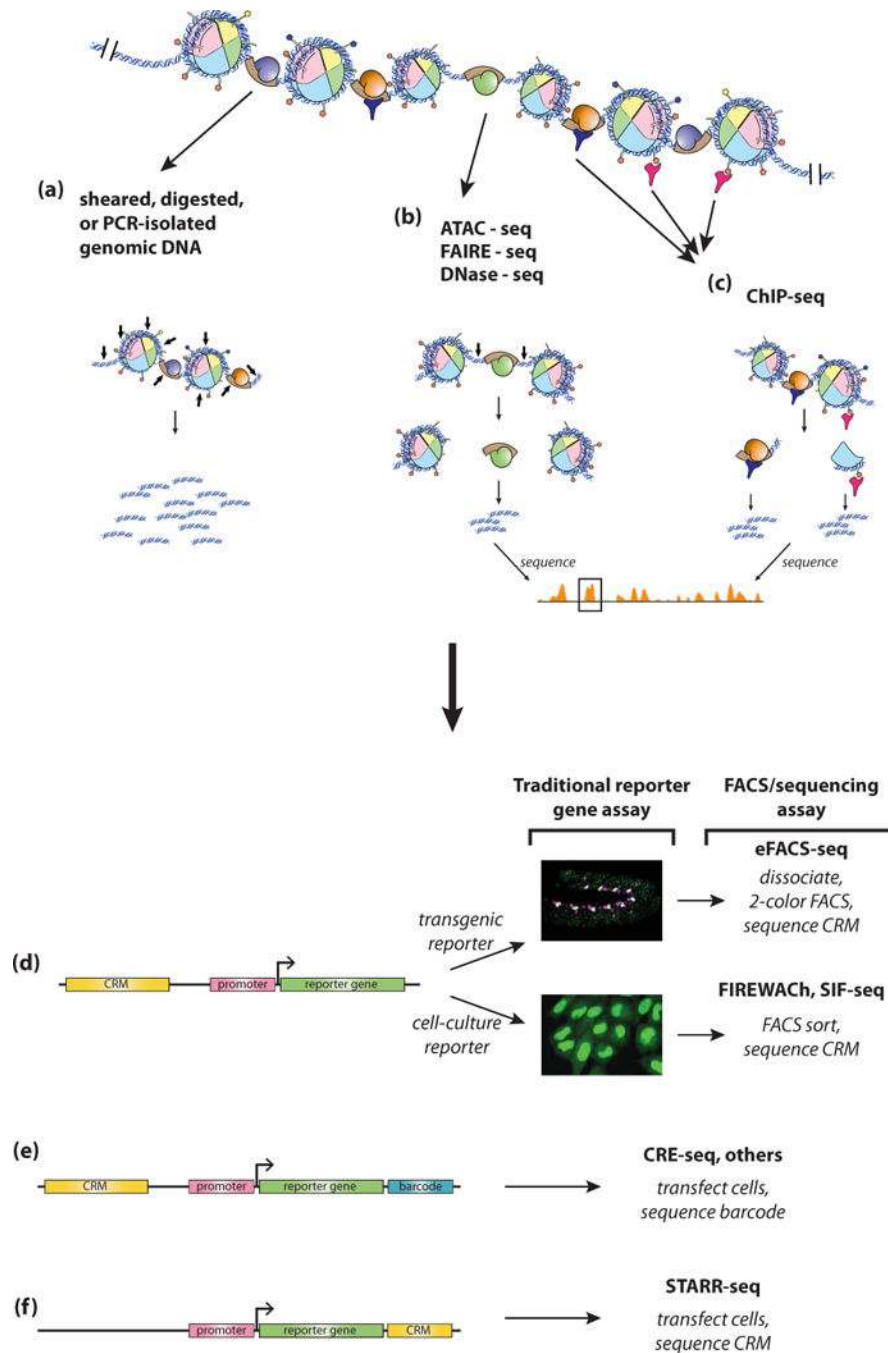 (a)
sheared, digested,
or PCR-isolated
genomic DNA
(b)
ATAC - seq
FAIRE - seq
DNase - seq
(c)
ChIP-seq
sequence
sequence
Traditional reporter
gene assay
FACS/sequencing
assay
eFACS-seq
dissociate,
2-color FACS,
sequence CRM
transgenic
reporter
(d)
CRM
promoter
reporter gene
cell-culture
reporter
FIREWACh, SIF-seq
FACS sort,
sequence CRM
(e)
CRM
promoter
reporter gene
barcode
CRE-seq, others
transfect cells,
sequence barcode
(f)
promoter
reporter gene
CRM
STARR-seq
transfect cells,
sequence CRM